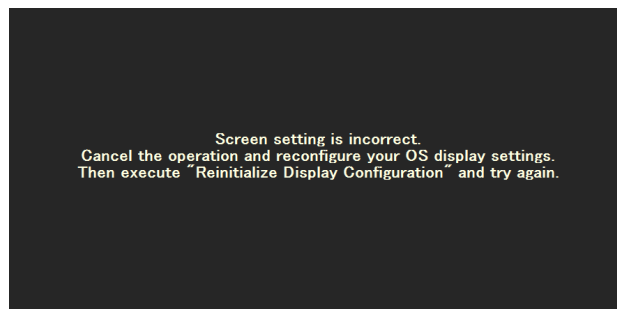 Screen setting is incorrect.
Cancel the operation and reconfigure your OS display settings.
Then execute "Reinitialize Display Configuration" and try again.